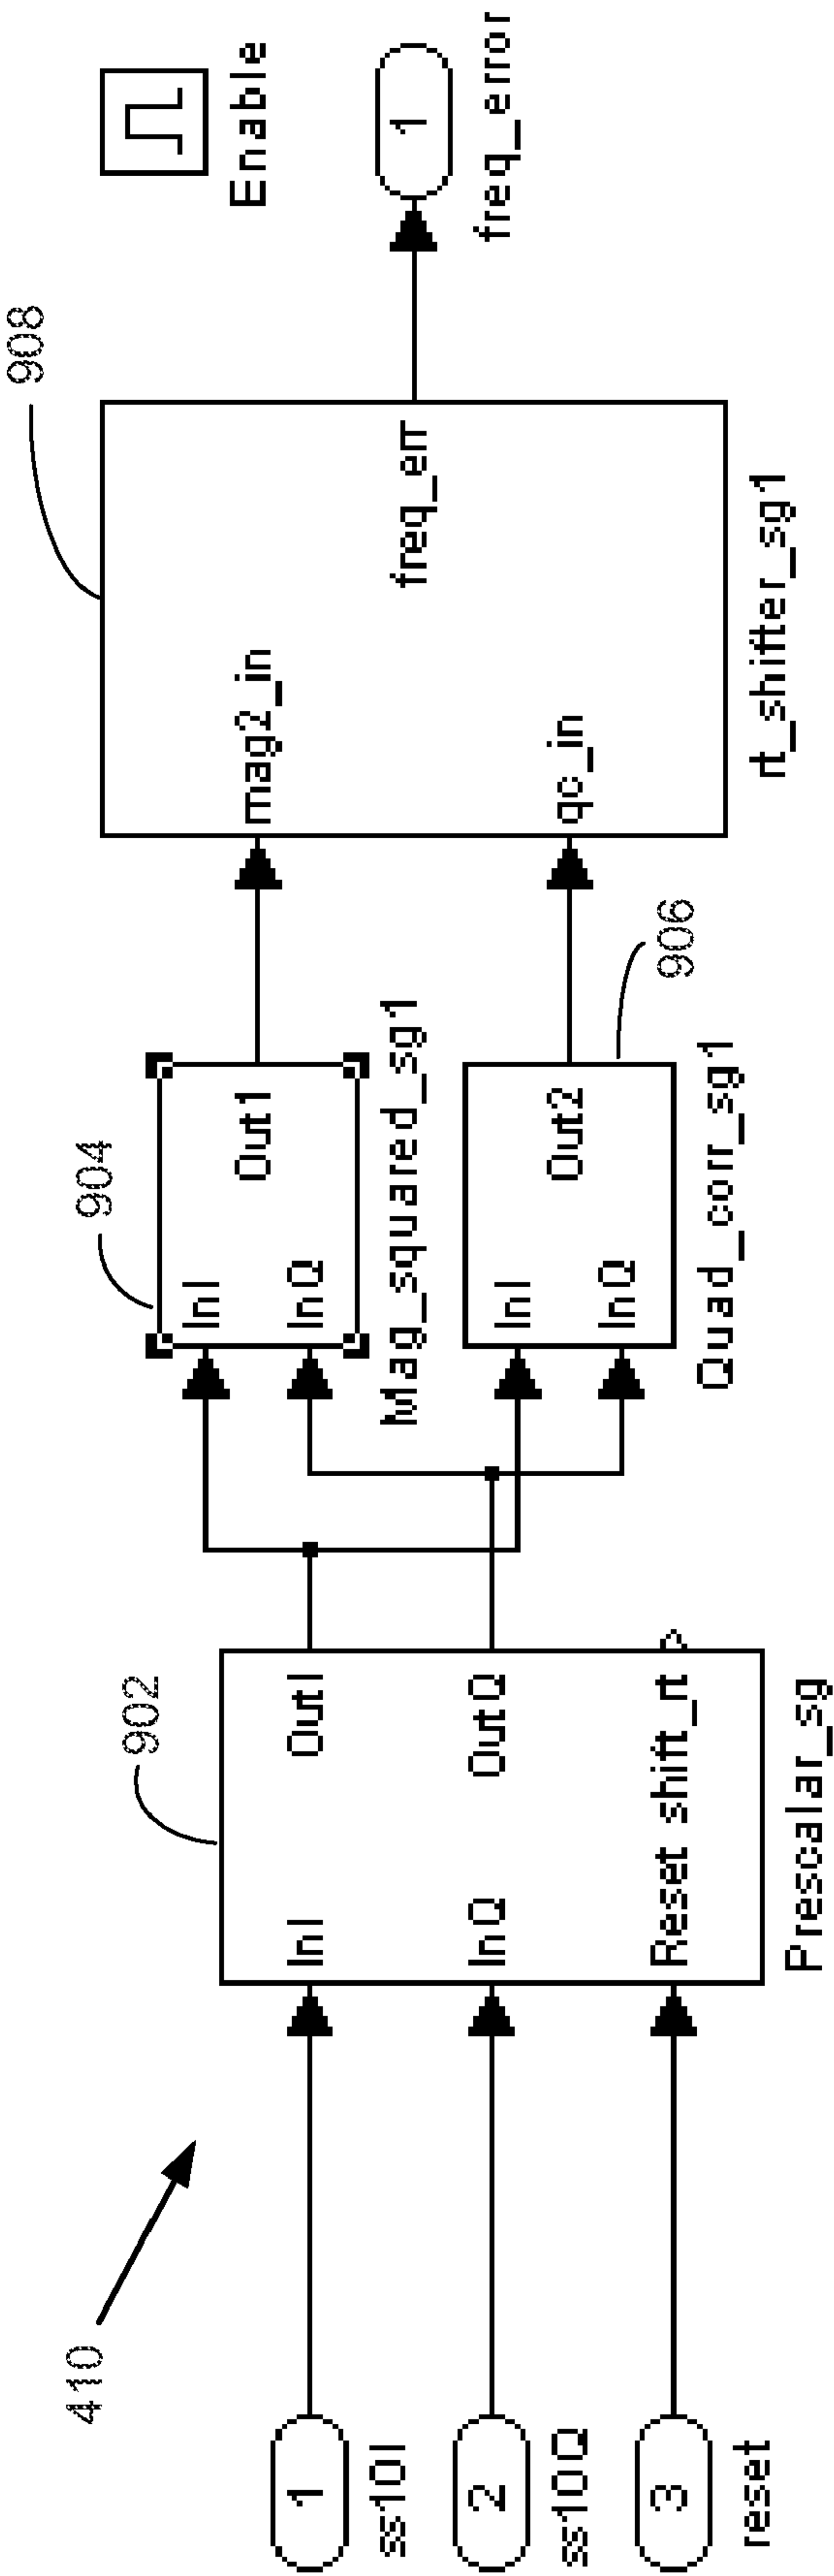 410
1
ss10I
2
ss10Q
3
reset
902
InI
OutI
InQ
OutQ
Reset shift_rt
Prescalar_sg
904
InI
Out1
InQ
Mag_squared_sg1
InI
Out2
InQ
906
Quad_corr_sg1
908
mag2_in
freq_err
qc_in
rt_shifter_sg1
Enable
1
freq_error